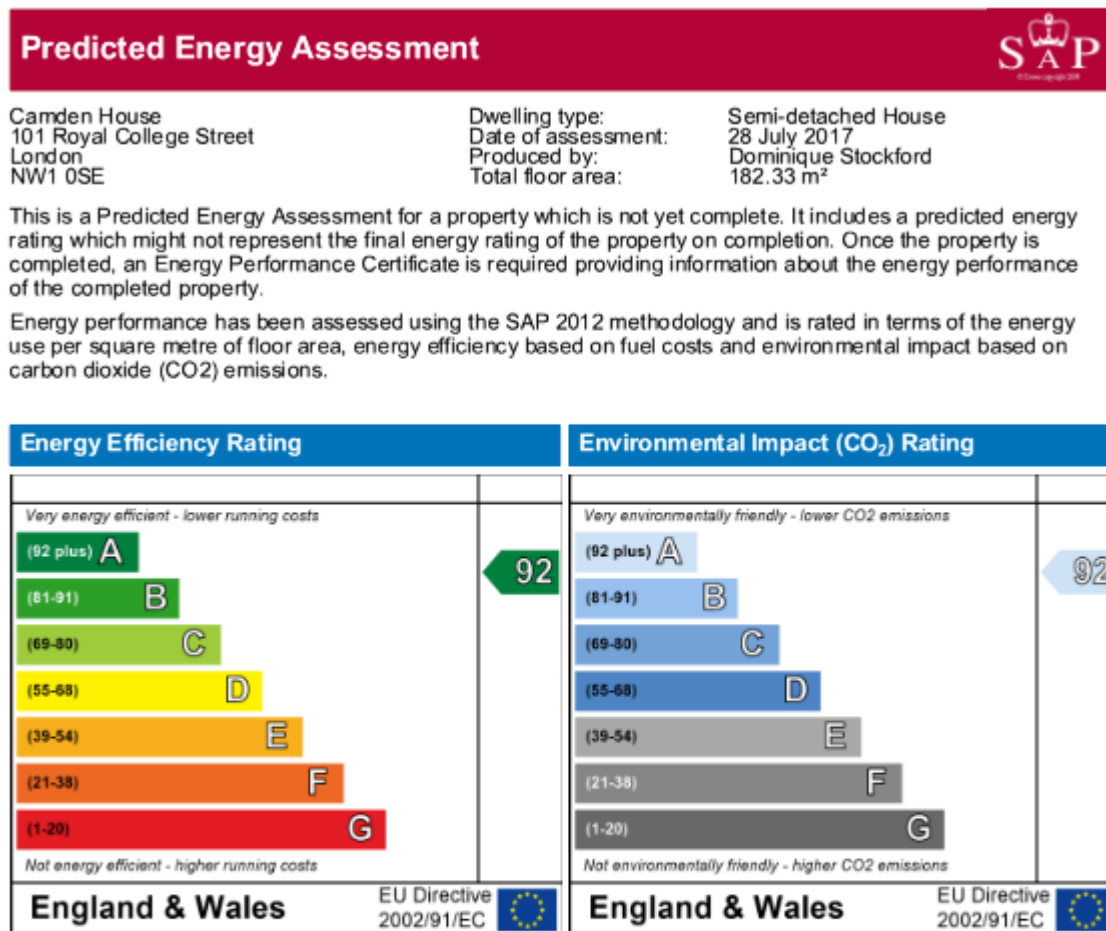 Predicted Energy Assessment
SAP
Camden House
101 Royal College Street
London
NW1 0SE
Dwelling type: Semi-detached House
Date of assessment: 28 July 2017
Produced by: Dominique Stockford
Total floor area: 182.33 m²
This is a Predicted Energy Assessment for a property which is not yet complete. It includes a predicted energy
rating which might not represent the final energy rating of the property on completion. Once the property is
completed, an Energy Performance Certificate is required providing information about the energy performance
of the completed property.
Energy performance has been assessed using the SAP 2012 methodology and is rated in terms of the energy
use per square metre of floor area, energy efficiency based on fuel costs and environmental impact based on
carbon dioxide (CO2) emissions.
Energy Efficiency Rating
Very energy efficient - lower running costs
(92 plus) A
92
(81-91) B
(69-80) C
(55-68) D
(39-54) E
(21-38) F
(1-20) G
Not energy efficient - higher running costs
England & Wales
EU Directive
2002/91/EC
Environmental Impact (CO₂) Rating
Very environmentally friendly - lower CO2 emissions
(92 plus) A
92
(81-91) B
(69-80) C
(55-68) D
(39-54) E
(21-38) F
(1-20) G
Not environmentally friendly - higher CO2 emissions
England & Wales
EU Directive
2002/91/EC